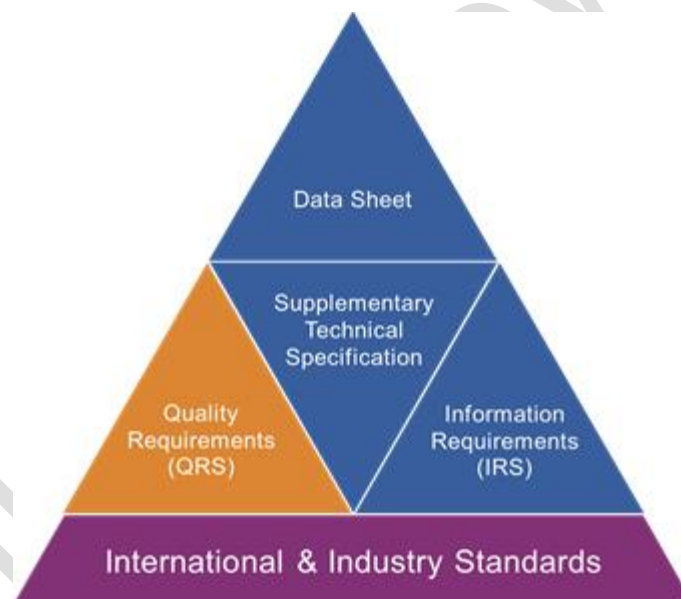 Data Sheet
Supplementary
Technical
Specification
Quality
Requirements
(QRS)
Information
Requirements
(IRS)
International & Industry Standards